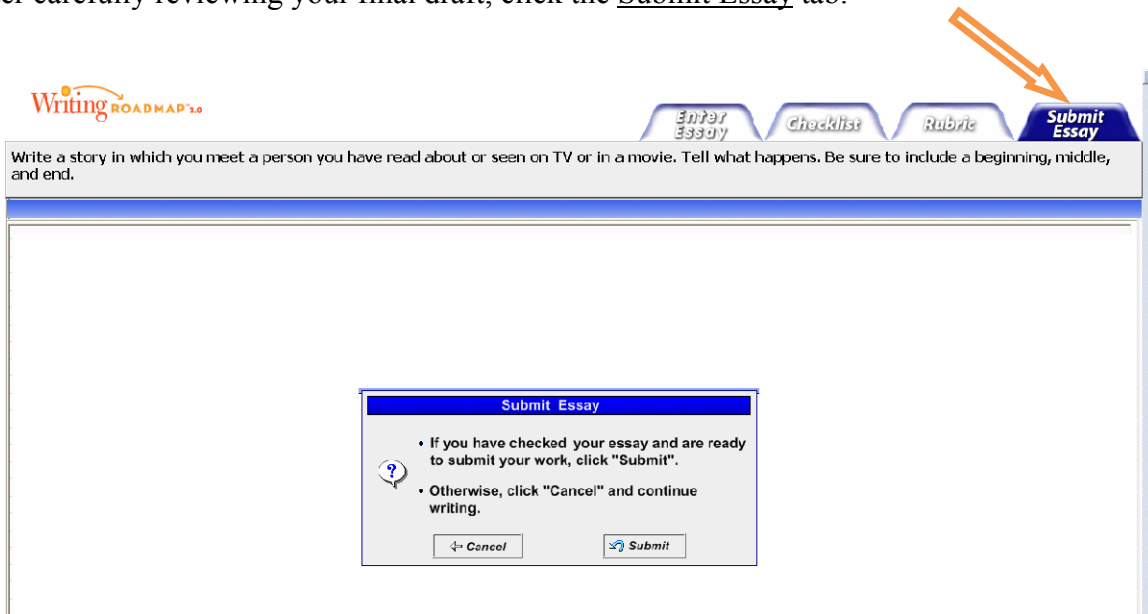 er carefully reviewing your final draft, click the Submit Essay tab.
Writing ROADMAP 2.0
Enter
Essay
Checklist
Rubric
Submit
Essay
Write a story in which you meet a person you have read about or seen on TV or in a movie. Tell what happens. Be sure to include a beginning, middle,
and end.
Submit Essay
• If you have checked your essay and are ready
to submit your work, click "Submit".
?
• Otherwise, click "Cancel" and continue
writing.
Cancel
Submit